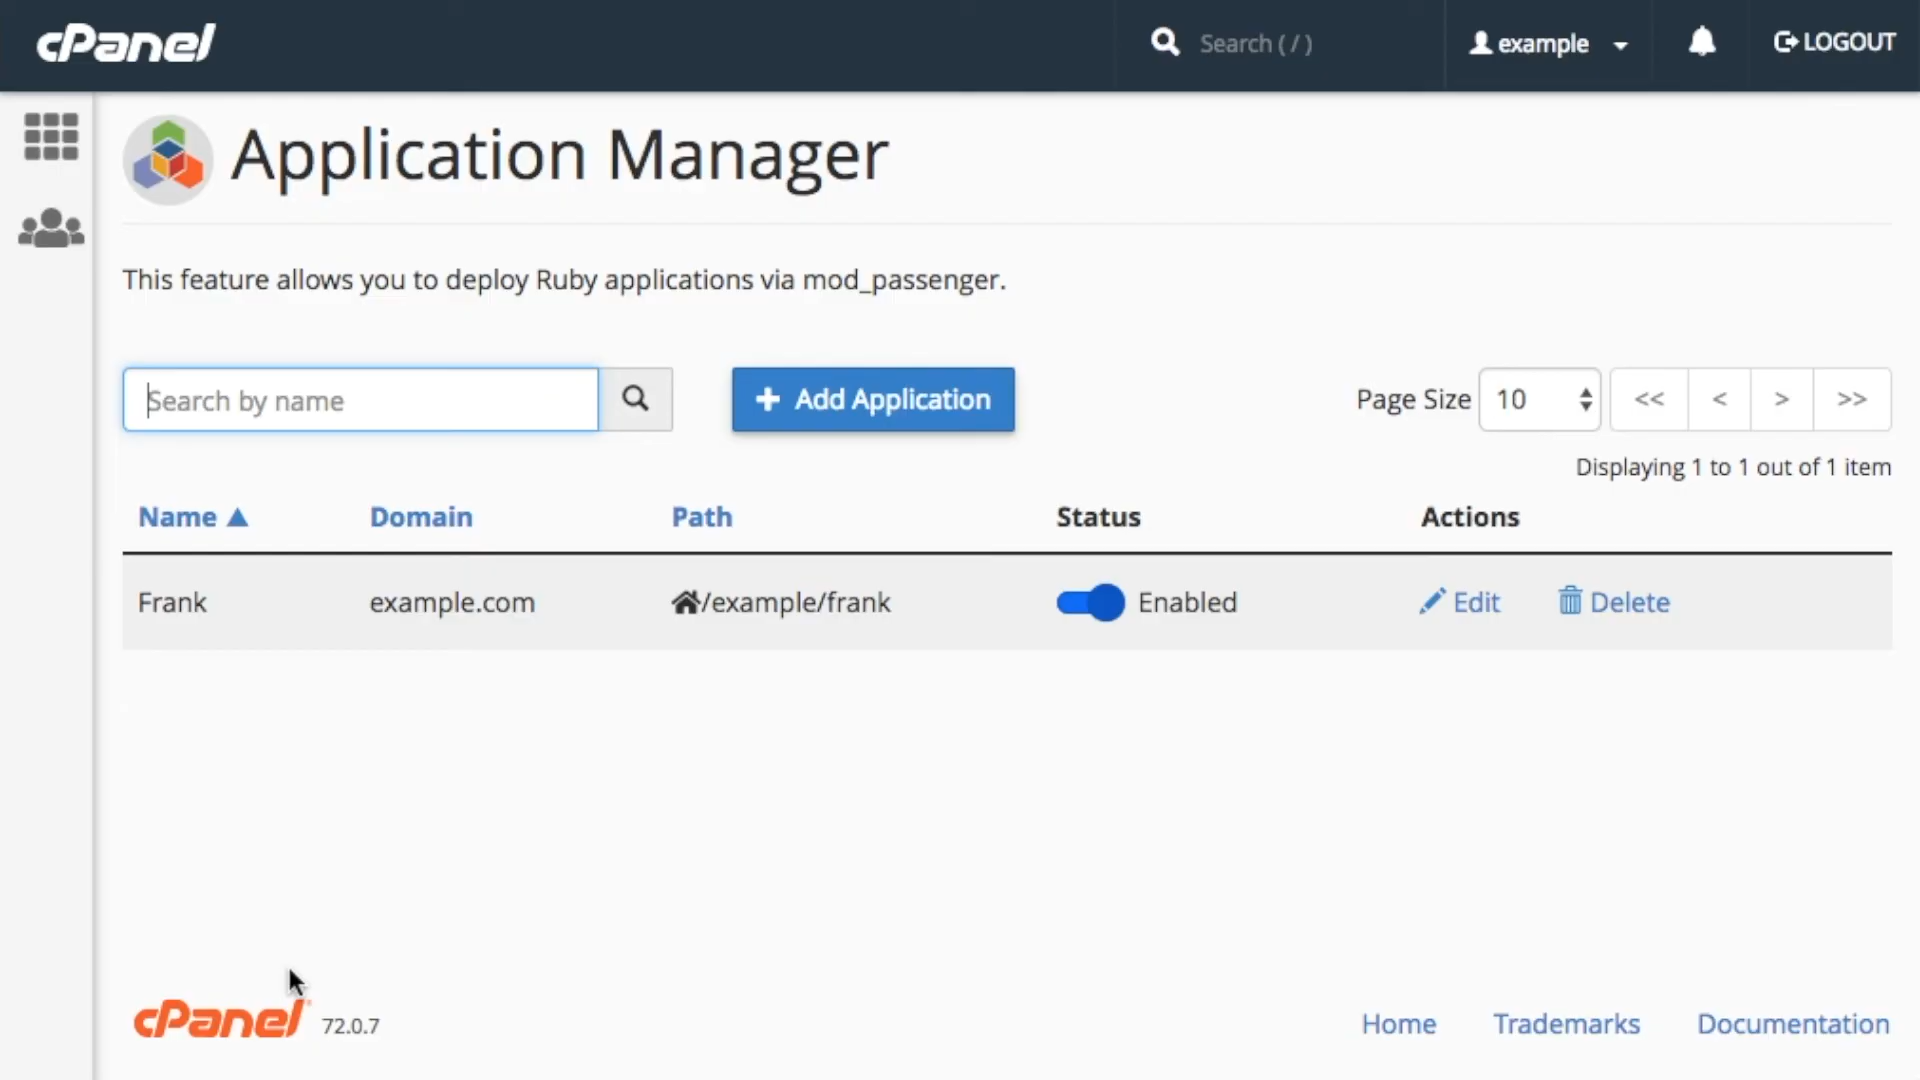 cPanel
Search ( / )
example
LOGOUT
Application Manager
This feature allows you to deploy Ruby applications via mod_passenger.
Search by name
+ Add Application
Page Size 10 << < > >>
Displaying 1 to 1 out of 1 item
Name ▲ Domain Path Status Actions
Frank example.com /example/frank Enabled Edit Delete
cPanel 72.0.7
Home Trademarks Documentation